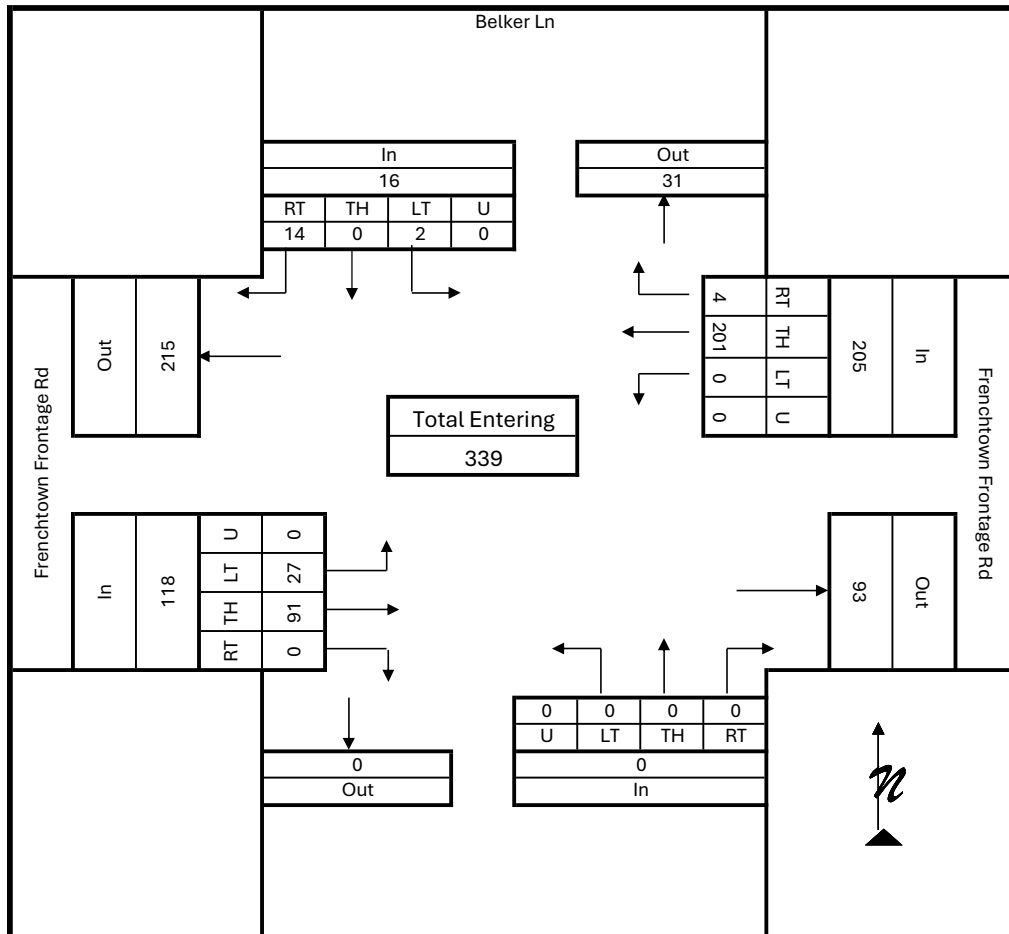 Belker Ln
In
16
RT TH LT U
14 0 2 0
Out
31
Frenchtown Frontage Rd
Out
215
RT 4
TH 201
LT 0
U 0
205
In
Frenchtown Frontage Rd
Total Entering
339
In
118
U 0
LT 27
TH 91
RT 0
93
Out
0
Out
0 0 0 0
U LT TH RT
0
In
N